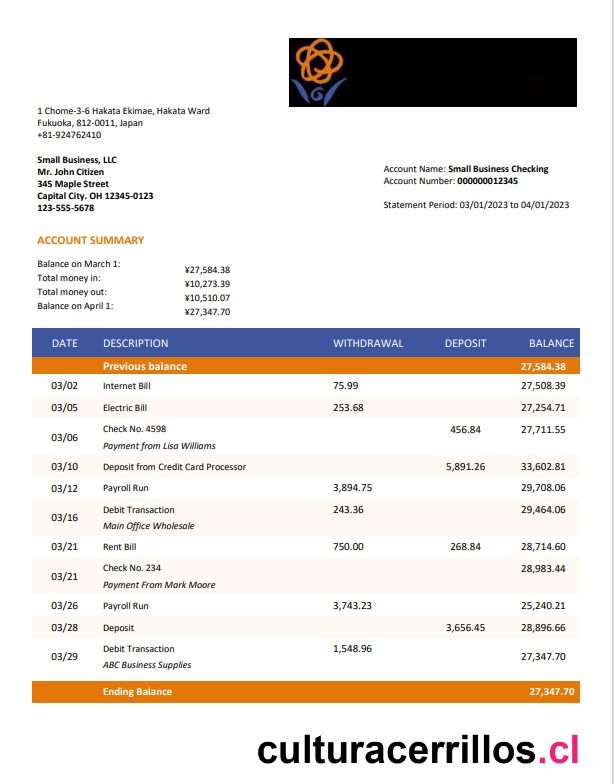 1 Chome-3-6 Hakata Ekimae, Hakata Ward
Fukuoka, 812-0011, Japan
+81-924762410
Small Business, LLC
Mr. John Citizen
345 Maple Street
Capital City. OH 12345-0123
123-555-5678
Account Name: Small Business Checking
Account Number: 000000012345
Statement Period: 03/01/2023 to 04/01/2023
ACCOUNT SUMMARY
Balance on March 1: ¥27,584.38
Total money in: ¥10,273.39
Total money out: ¥10,510.07
Balance on April 1: ¥27,347.70
DATE DESCRIPTION WITHDRAWAL DEPOSIT BALANCE
Previous balance 27,584.38
03/02 Internet Bill 75.99 27,508.39
03/05 Electric Bill 253.68 27,254.71
03/06 Check No. 4598 456.84 27,711.55
Payment from Lisa Williams
03/10 Deposit from Credit Card Processor 5,891.26 33,602.81
03/12 Payroll Run 3,894.75 29,708.06
03/16 Debit Transaction 243.36 29,464.06
Main Office Wholesale
03/21 Rent Bill 750.00 268.84 28,714.60
03/21 Check No. 234 28,983.44
Payment From Mark Moore
03/26 Payroll Run 3,743.23 25,240.21
03/28 Deposit 3,656.45 28,896.66
03/29 Debit Transaction 1,548.96 27,347.70
ABC Business Supplies
Ending Balance 27,347.70
culturacerrillos.cl